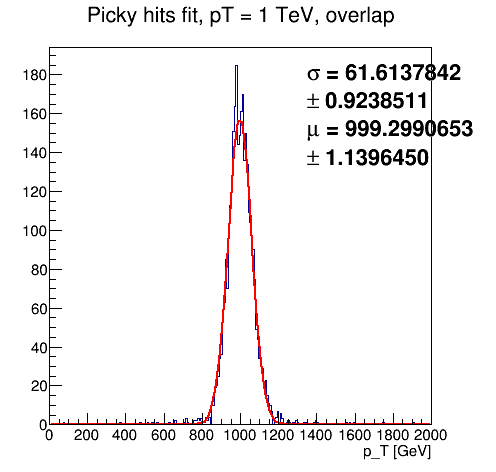 Picky hits fit, pT = 1 TeV, overlap
σ = 61.6137842
± 0.9238511
μ = 999.2990653
± 1.1396450
180
160
140
120
100
80
60
40
20
0
0 200 400 600 800 1000 1200 1400 1600 1800 2000
p_T [GeV]